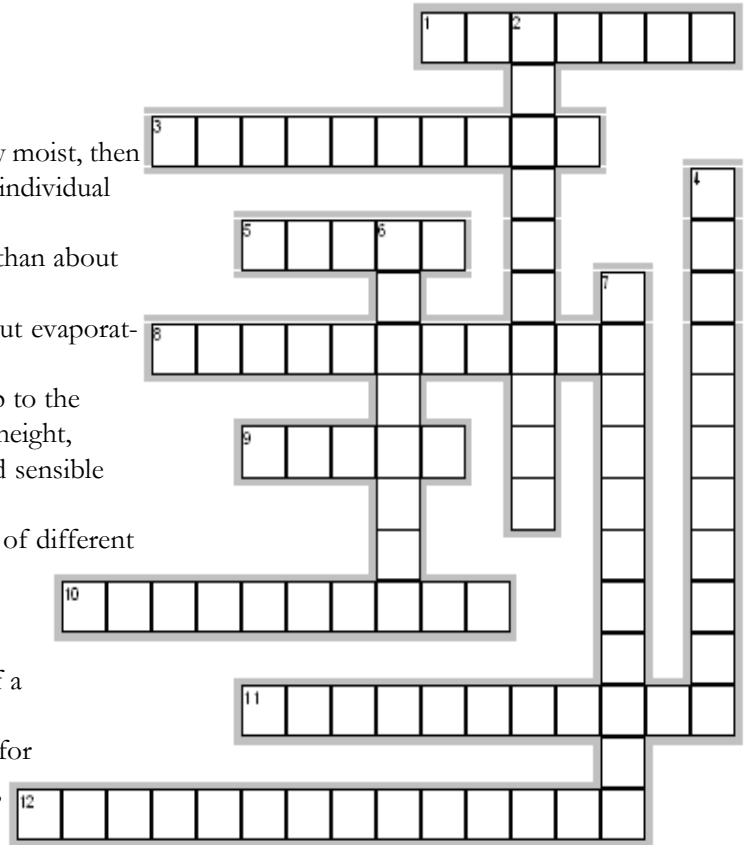 1 2
3
y moist, then
4
individual
5 6
than about
7
ut evaporat-
8
p to the
height,
9
d sensible
of different
10
f a
11
for
,
12